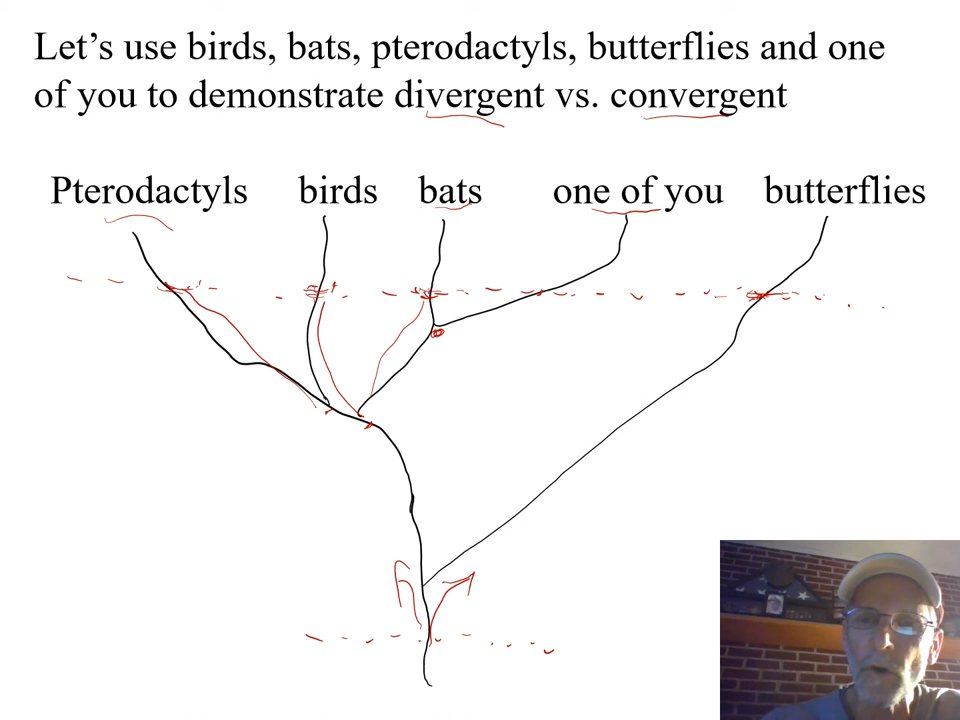 Let’s use birds, bats, pterodactyls, butterflies and one
of you to demonstrate divergent vs. convergent
Pterodactyls birds bats one of you butterflies